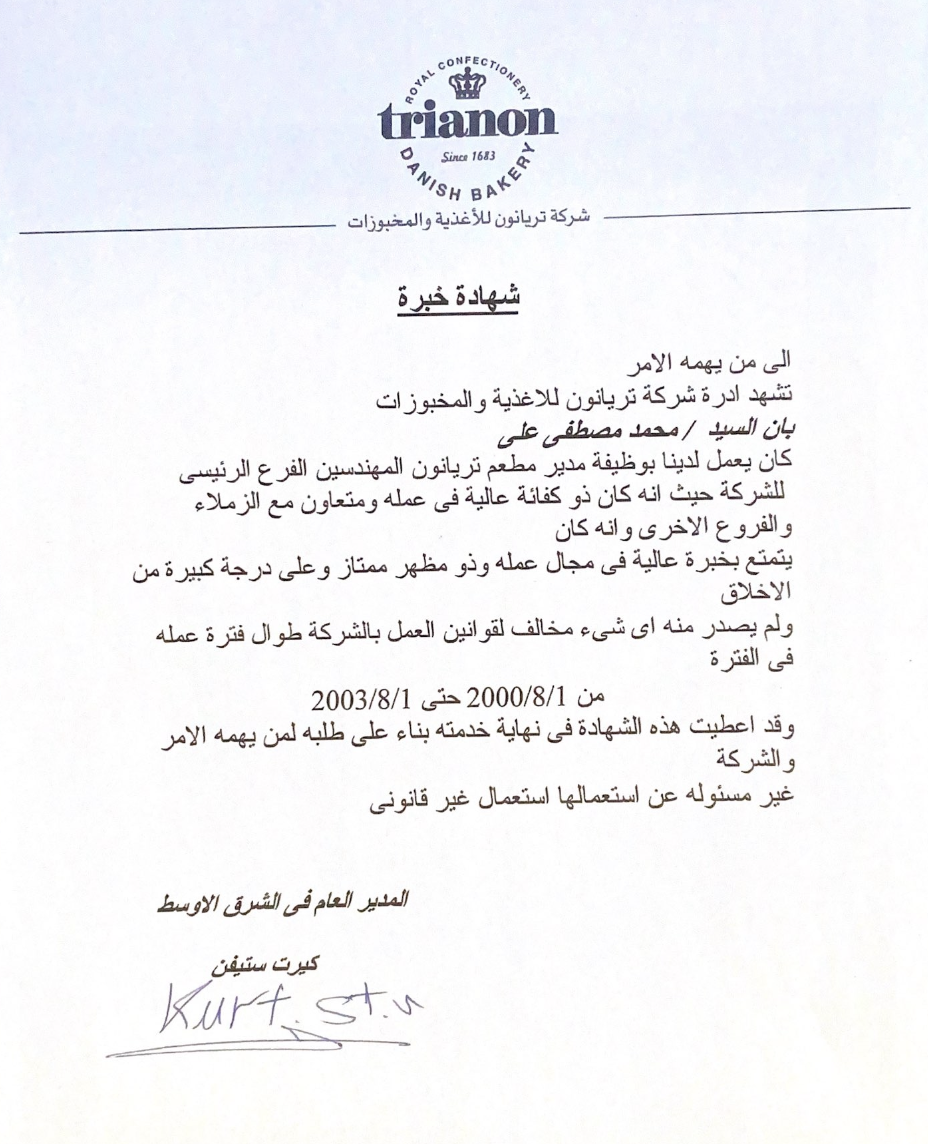 ROYAL CONFECTIONERY
trianon
Since 1683
DANISH BAKERY
شركة تريانون للأغذية والمخبوزات
شهادة خبرة
الى من يهمه الامر
تشهد ادرة شركة تريانون للاغذية والمخبوزات
بان السيد / محمد مصطفى على
كان يعمل لدينا بوظيفة مدير مطعم تريانون المهندسين الفرع الرئيسى
للشركة حيث انه كان ذو كفائة عالية فى عمله ومتعاون مع الزملاء
والفروع الاخرى وانه كان
يتمتع بخبرة عالية فى مجال عمله وذو مظهر ممتاز وعلى درجة كبيرة من
الاخلاق
ولم يصدر منه اى شىء مخالف لقوانين العمل بالشركة طوال فترة عمله
فى الفترة
من 2000/8/1 حتى 2003/8/1
وقد اعطيت هذه الشهادة فى نهاية خدمته بناء على طلبه لمن يهمه الامر
والشركة
غير مسئوله عن استعمالها استعمال غير قانونى
المدير العام فى الشرق الاوسط
كيرت ستيفن
Kurt.